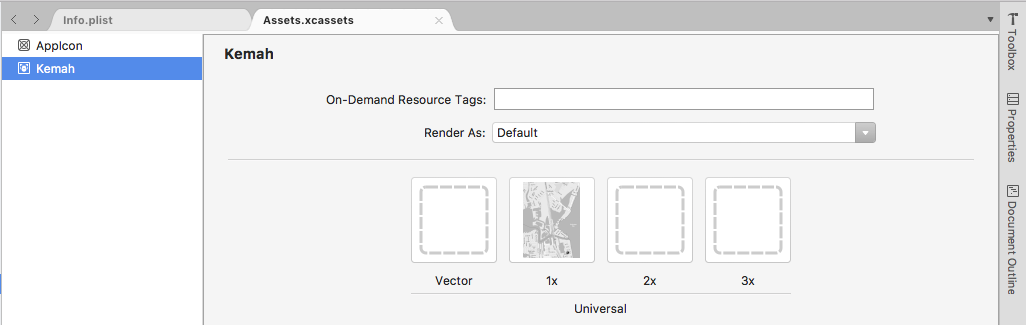 Info.plist
Assets.xcassets
AppIcon
Kemah
Kemah
On-Demand Resource Tags:
Render As: Default
Vector 1x 2x 3x
Universal
Toolbox
Properties
Document Outline